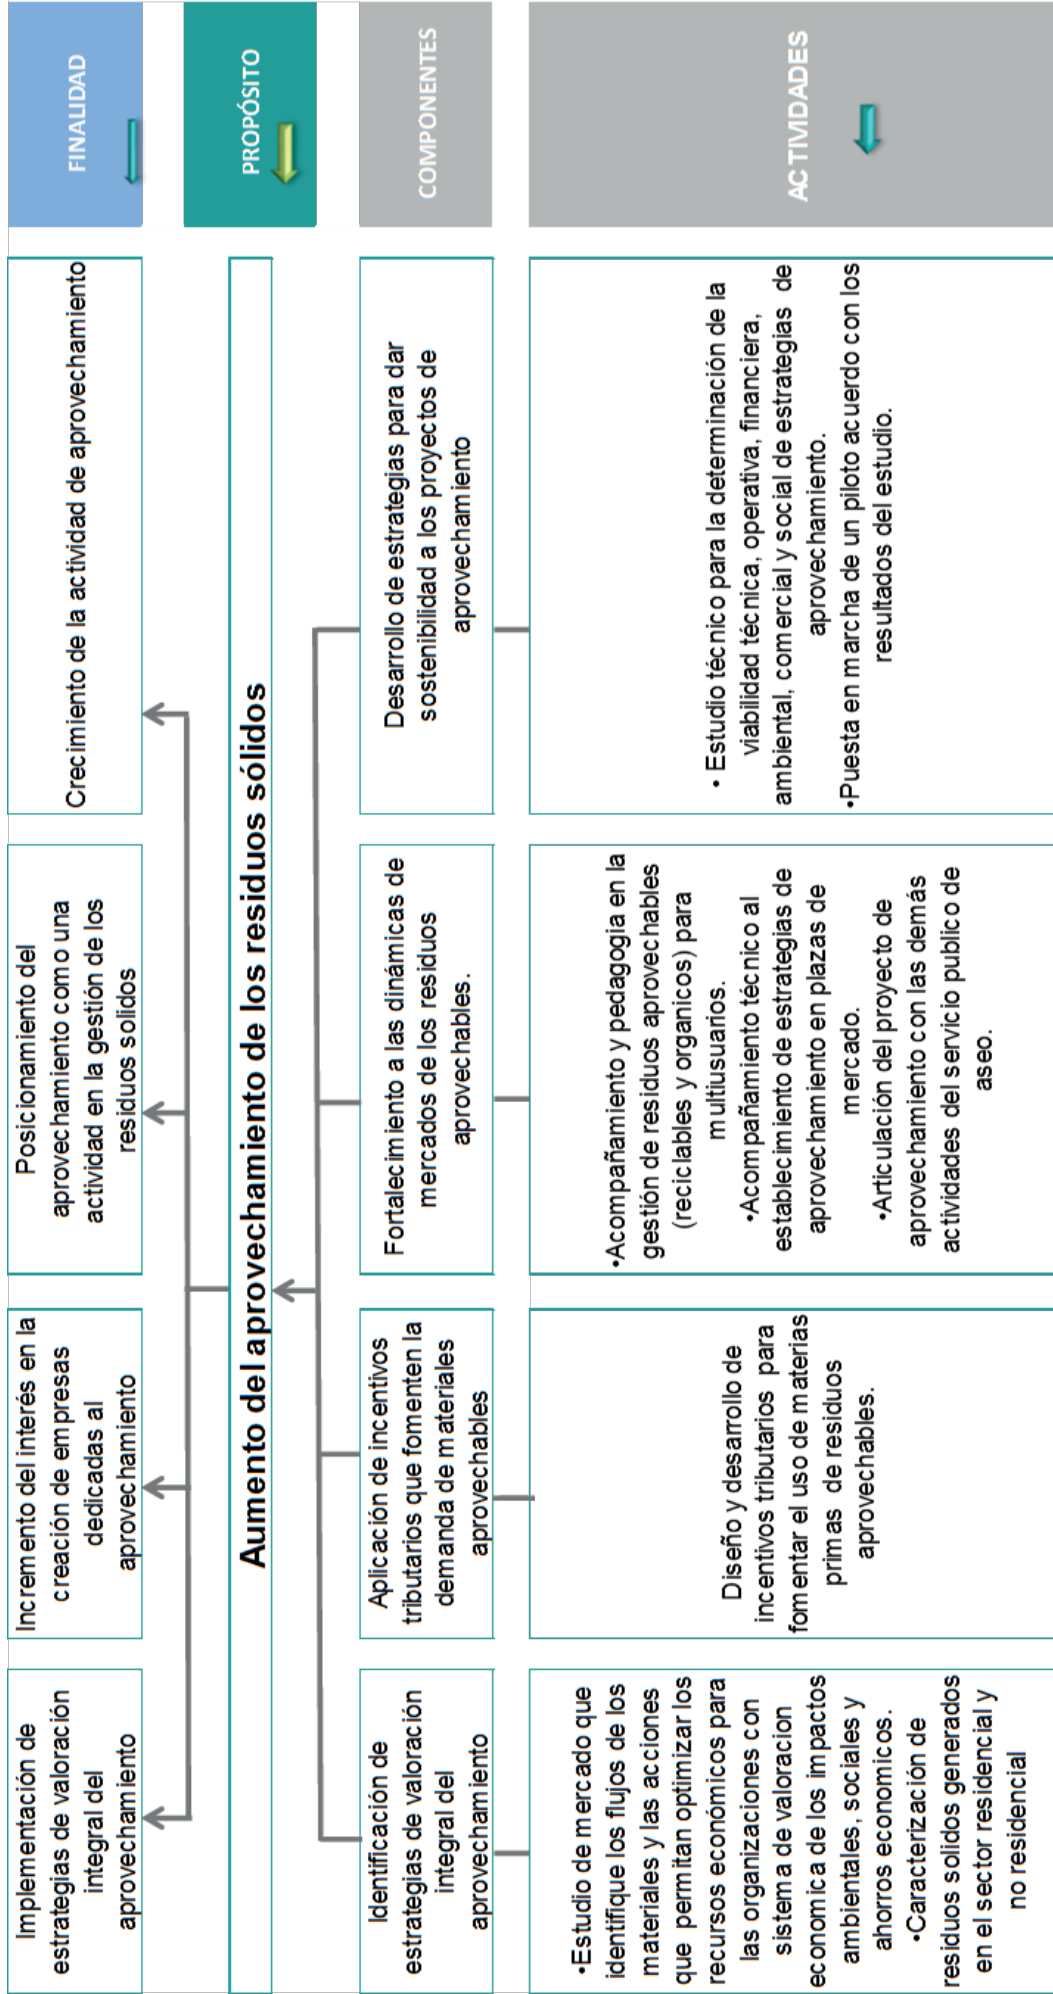 Implementación de
estrategias de valoración
integral del
aprovechamiento
Incremento del interés en la
creación de empresas
dedicadas al
aprovechamiento
Posicionamiento del
aprovechamiento como una
actividad en la gestión de los
residuos solidos
Crecimiento de la actividad de aprovechamiento
FINALIDAD
Aumento del aprovechamiento de los residuos sólidos
PROPÓSITO
Identificación de
estrategias de valoración
integral del
aprovechamiento
Aplicación de incentivos
tributarios que fomenten la
demanda de materiales
aprovechables
Fortalecimiento a las dinámicas de
mercados de los residuos
aprovechables.
Desarrollo de estrategias para dar
sostenibilidad a los proyectos de
aprovechamiento
COMPONENTES
•Estudio de mercado que
identifique los flujos de los
materiales y las acciones
que permitan optimizar los
recursos económicos para
las organizaciones con
sistema de valoracion
economica de los impactos
ambientales, sociales y
ahorros economicos.
•Caracterización de
residuos solidos generados
en el sector residencial y
no residencial
Diseño y desarrollo de
incentivos tributarios para
fomentar el uso de materias
primas de residuos
aprovechables.
•Acompañamiento y pedagogia en la
gestión de residuos aprovechables
(reciclables y organicos) para
multiusuarios.
•Acompañamiento técnico al
establecimiento de estrategias de
aprovechamiento en plazas de
mercado.
•Articulación del proyecto de
aprovechamiento con las demás
actividades del servicio publico de
aseo.
• Estudio técnico para la determinación de la
viabilidad técnica, operativa, financiera,
ambiental, comercial y social de estrategias de
aprovechamiento.
•Puesta en marcha de un piloto acuerdo con los
resultados del estudio.
ACTIVIDADES